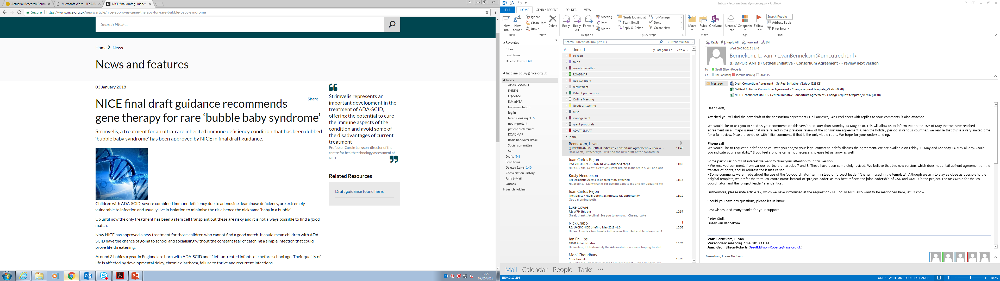 Actuarial Research Centr
Microsoft Word - IFoA R
NICE final draft guidance
Secure
https://www.nice.org.uk/news/article/nice-approves-gene-therapy-for-rare-bubble-baby-syndrome
Search NICE...
Home > News
News and features
03 January 2018
Share
NICE final draft guidance recommends
gene therapy for rare ‘bubble baby syndrome’
Strimvelis, a treatment for an ultra-rare inherited immune deficiency condition that has been dubbed
‘bubble baby syndrome’ has been approved by NICE in final draft guidance.
Children with ADA-SCID, severe combined immunodeficiency due to adenosine deaminase deficiency, are extremely
vulnerable to infection and usually live in isolation to minimise the risk, hence the nickname ‘baby in a bubble’.
Up until now the only treatment has been a stem cell transplant but these are risky and it is not always possible to find a good
match.
Now NICE has approved a new treatment for those children who cannot find a good match. It could mean children with ADA-
SCID have the chance of going to school and socialising without the constant fear of catching a simple infection that could
prove life threatening.
Around 3 babies a year in England are born with ADA-SCID and if left untreated infants die before school age. Their quality of
life is affected by developmental delay, chronic diarrhoea, failure to thrive and recurrent infections.
Strimvelis represents an
important development in the
treatment of ADA-SCID,
offering the potential to cure
the immune aspects of the
condition and avoid some of
the disadvantages of current
treatment
Professor Carole Longson, director of the
centre for health technology assessment at
NICE
Related Resources
Draft guidance found here.
12:22
09/05/2018
Inbox - Jacoline.Bouvy@nice.org.uk - Outlook
FILE HOME SEND / RECEIVE FOLDER VIEW
New Email
New Items
New
Ignore
Clean Up
Junk
Delete
Delete
Reply
Reply All
Forward
Meeting
IM
More
Respond
Needs looking at
Team Email
Reply & Delete
To Manager
Done
Create New
Quick Steps
Move
Rules
OneNote
Move
Unread/ Read
Categorize
Follow Up
Tags
Search People
Address Book
Filter Email
Find
Favorites
Inbox
Sent Items
Deleted Items 140
Jacoline.Bouvy@nice.org.uk
Inbox
ADAPT-SMART
EHDEN
EQ-5D-5L
EUnetHTA
Implementation
log in
Needs looking at 5
not important
patient preferences
ROADMAP
Rosie handover detail
Social committee
SVJ
Drafts [94]
Sent Items
Deleted Items 140
Conversation History
Junk E-Mail
Outbox
Search Folders
Search Current Mailbox (Ctrl+E)
Current Mailbox
All Unread
By Categories
Z to A
To read
to do
social committee
ROADMAP
Red Category
recruitment
Patient preferences
Online Meeting
Needs answering
Misc
management
grant proposals
ADAPT-SMART
(none)
Bennekom, L. van
(!) IMPORTANT (!) GetReal Initiative - Consortium Agreement -> review ... 11:46
Dear Geoff, Attached you will find the new draft of the consortium
Juan Carlos Rejon
FW: VALUE-Dx - GOOD NEWS...and next steps 11:43
Hi Pall, Colm, Geoff Geoff (Assistant project manager in SP&R and one
Kirsty Henderson
RE: Dementia Access Taskforce: MoU attached 11:13
Hi Jacoline, Many thanks for getting back to me and for updating me
Juan Carlos Rejon
Physiomics / NICE: potential Innovate UK opportunity 11:12
Good morning both,
Luke Cowie
RE: WFH this pm 10:37
Great, thanks Jacoline! See you tomorrow. Cheers, Luke
Nick Crabb
RE: UKCRC NICE briefing May 2018 v1.0 10:32
Hi Jan, I made a few tweaks in the same link. Pall and Jacoline – can I
Jan Phillips
SP&R Administrator 10:23
Hi Jacoline, Unfortunately the Administrator we were hoping to start
Moni Choudhury
Choc biscuits 10:20
Reply Reply All Forward IM
Wed 09/05/2018 11:46
Bennekom, L. van <L.vanBennekom@umcutrecht.nl>
(!) IMPORTANT (!) GetReal Initiative - Consortium Agreement -> review next version
To Geoff Ellison-Roberts
Cc Pall Jonsson; Jacoline Bouvy; Stolk, P.
Message
Draft Consortium Agreement - GetReal Initiative_V2.docx (226 KB)
GetReal Initiative Consortium Agreement - Change request template_V2.xlsx (9 KB)
NICE + comments UMCU - GetReal Initiative Consortium Agreement - Change request template_V1.xlsx (20 KB)
Dear Geoff,
Attached you will find the new draft of the consortium agreement (+ all annexes). An Excel sheet with replies to your comments is also attached.
We would like to ask you to send us your comments on this version no later than Monday 14 May, COB. This will allow us to inform IMI on the 15th of May that we have reached
agreement on all major issues that were raised in the previous review of the consortium agreement. Given the holiday period in various countries, we realise that this is a very limited time
for a full review. Please provide us with initial comments if that is the only viable route. We hope for your understanding.
Phone call
We would like to request a brief phone call with you and/or your legal contact to briefly discuss the agreement. We are available on Friday 11 May and Monday 14 May all day. Could
you indicate your availability? If you feel a phone call is not necessary, please let us know as well.
Some particular points of interest we want to draw your attention to in this version:
- We received comments from various partners on articles 7 and 8. These have been completely revised. We believe that this new version, which does not entail upfront agreement on the
transfer of rights, should address the issues raised.
- Some comments were made about the use of the ‘co-coordinator’ term instead of ‘project leader’ (the term used in the template). Although we aim to stay as close as possible to the
original template, we prefer the term ‘co-coordinator’ instead of ‘project leader’ as this best reflects the joint leadership of GSK and UMCU in the project. The tasks/role for the ‘co-
coordinator’ and the ‘project leader’ are identical.
Furthermore, please note article 3.2, which we have introduced at the request of ZIN. Should NICE also want to be mentioned here, let us know.
Should you have any questions, please let us know.
Best wishes, and many thanks for your support,
Pieter Stolk
Linsey van Bennekom
Van: Bennekom, L. van
Verzonden: maandag 7 mei 2018 11:41
Aan: Geoff Ellison-Roberts (Geoff.Ellison-Roberts@nice.org.uk)
Bennekom, L. van No Items
Mail Calendar People Tasks ...
ITEMS: 17,216
ONLINE WITH: MICROSOFT EXCHANGE
100%